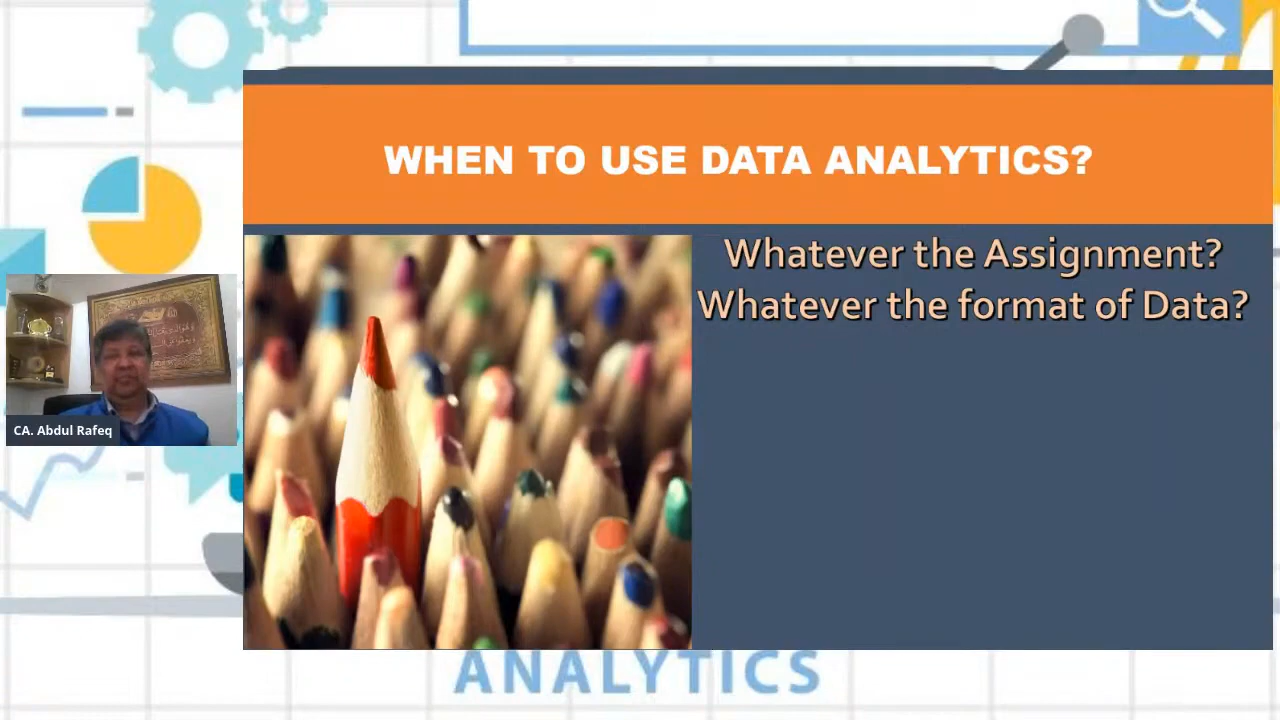 WHEN TO USE DATA ANALYTICS?
Whatever the Assignment?
Whatever the format of Data?
CA. Abdul Rafeq
ANALYTICS